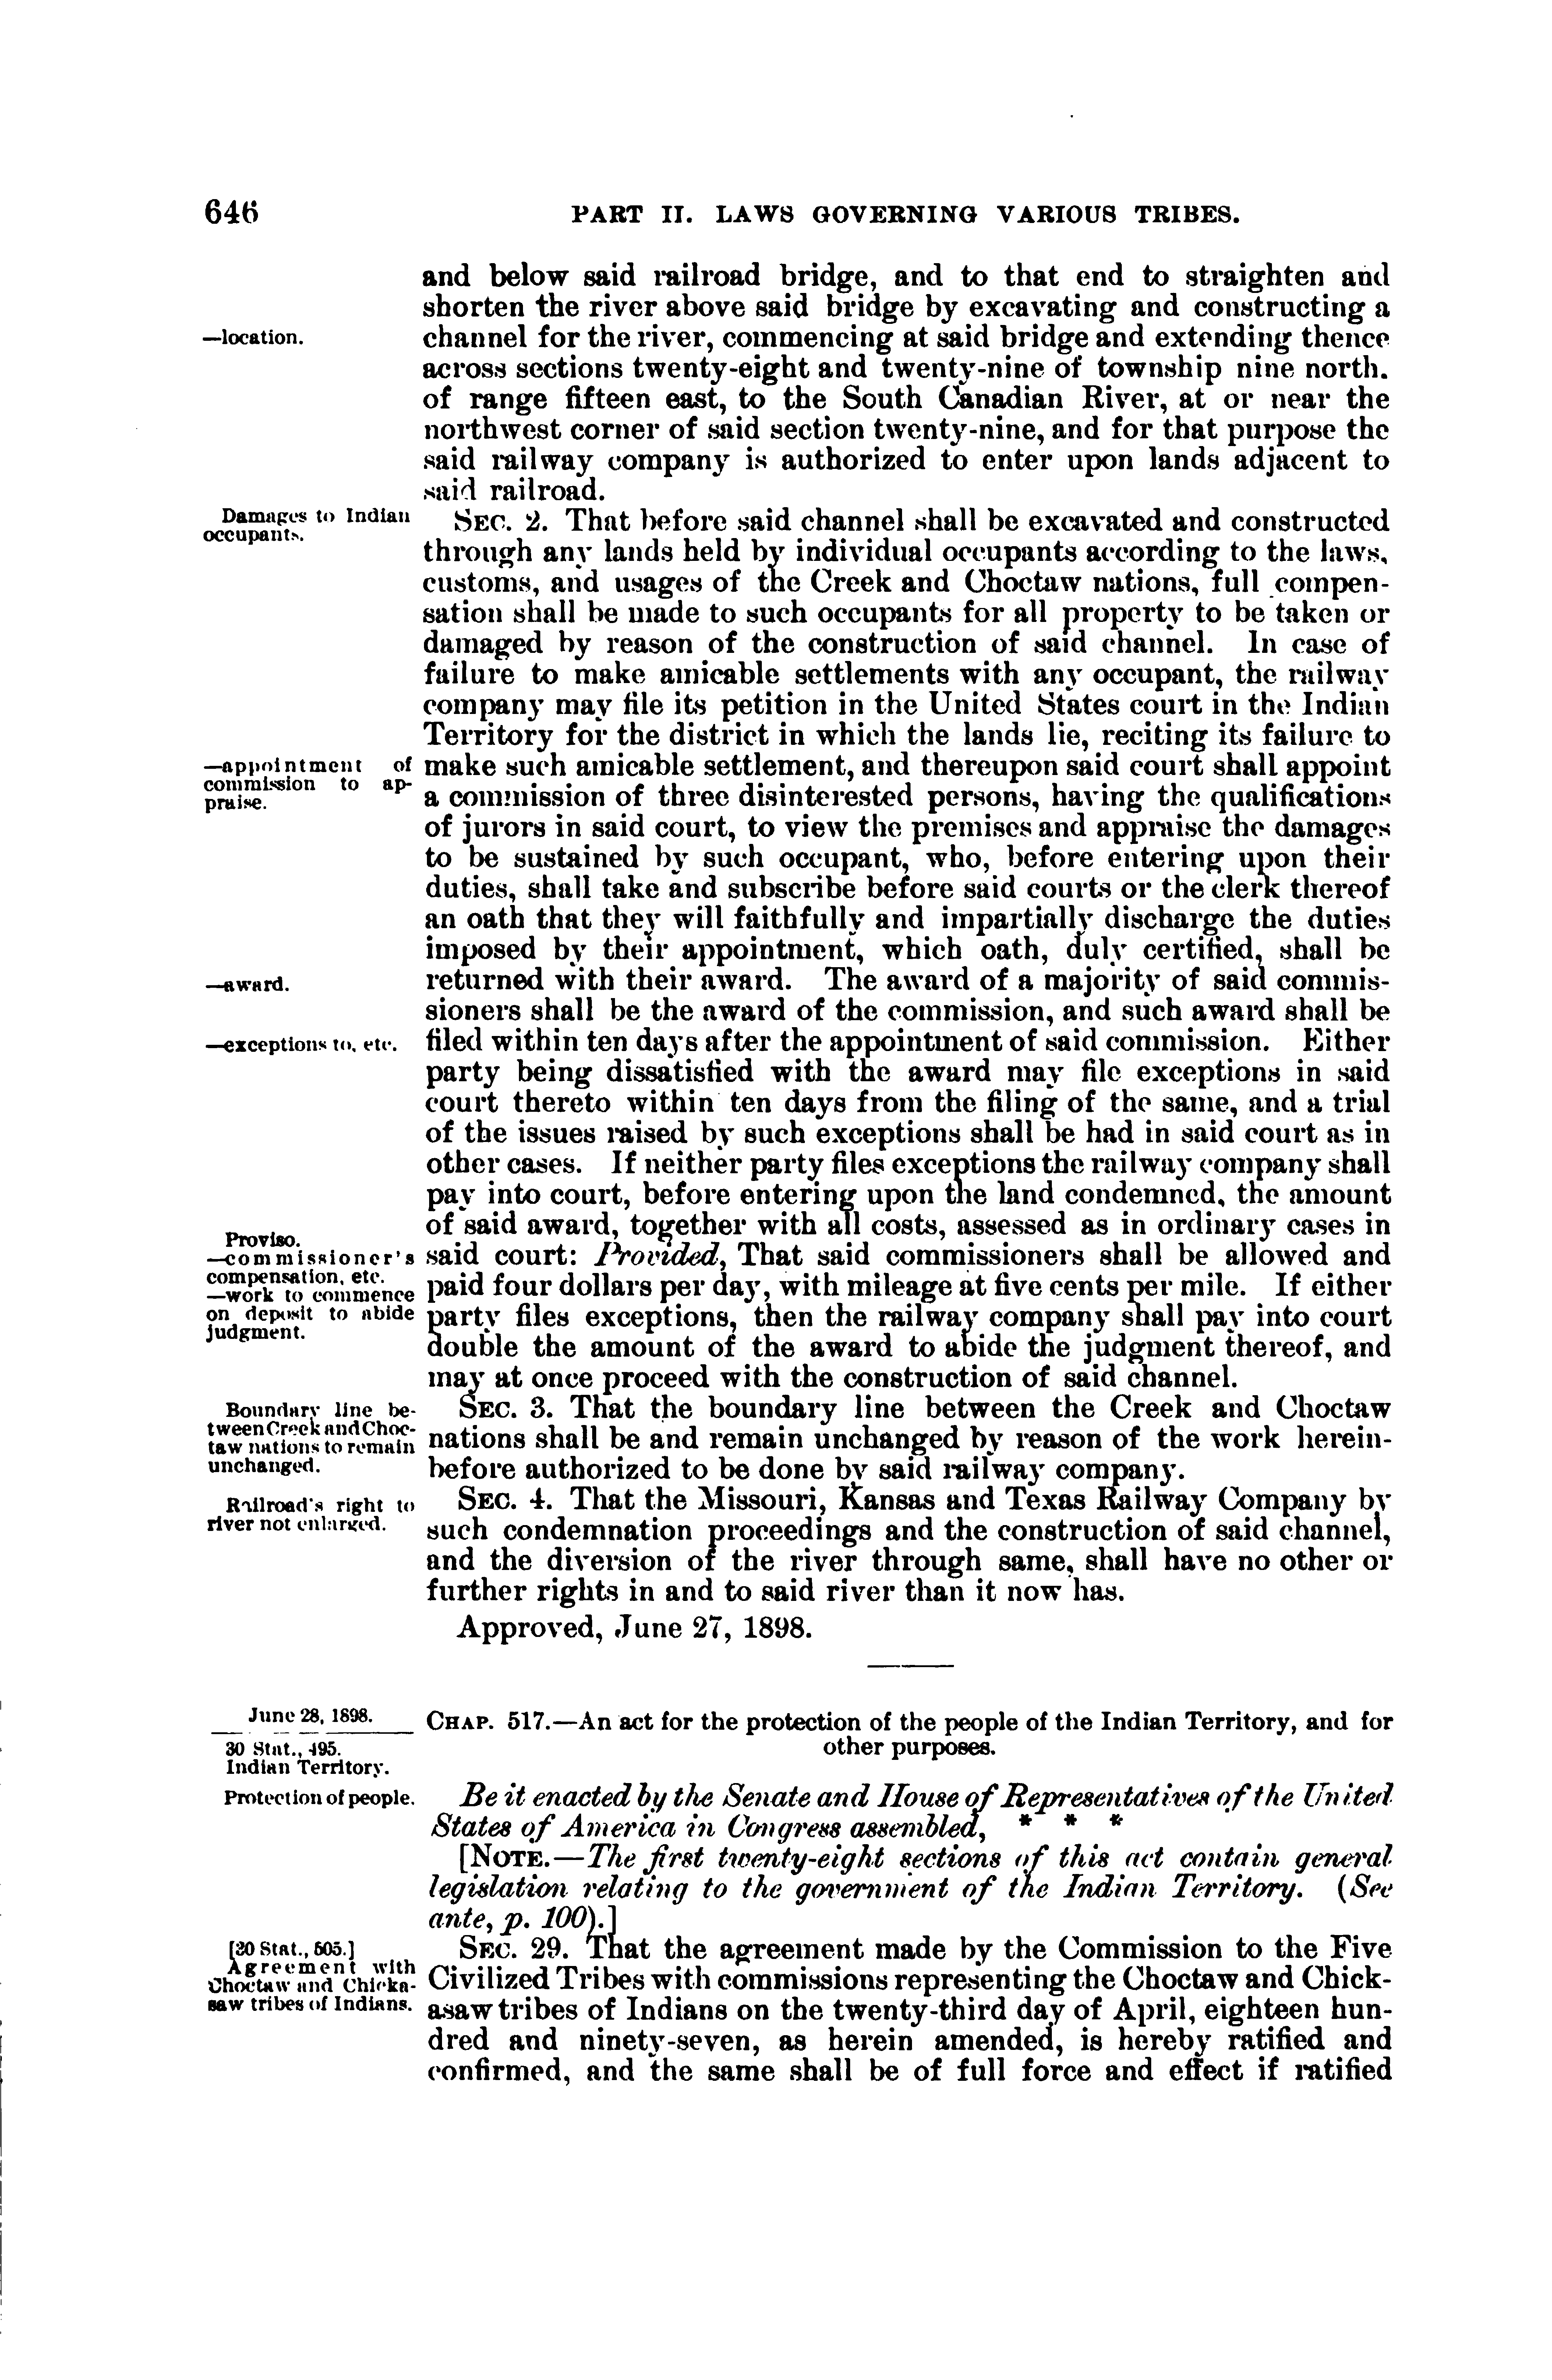 646
PART II. LAWS GOVERNING VARIOUS TRIBES.
and below said railroad bridge, and to that end to straighten and
shorten the river above said bridge by excavating and constructing a
—location.
channel for the river, commencing at said bridge and extending thence
across sections twenty-eight and twenty-nine of township nine north.
of range fifteen east, to the South Canadian River, at or near the
northwest corner of said section twenty-nine, and for that purpose the
said railway company is authorized to enter upon lands adjacent to
said railroad.
Damages to Indian
occupants.
SEC. 2. That before said channel shall be excavated and constructed
through any lands held by individual occupants according to the laws,
customs, and usages of the Creek and Choctaw nations, full compen-
sation shall be made to such occupants for all property to be taken or
damaged by reason of the construction of said channel. In case of
failure to make amicable settlements with any occupant, the railway
company may file its petition in the United States court in the Indian
Territory for the district in which the lands lie, reciting its failure to
—appointment of
commission to ap-
praise.
make such amicable settlement, and thereupon said court shall appoint
a commission of three disinterested persons, having the qualifications
of jurors in said court, to view the premises and appraise the damages
to be sustained by such occupant, who, before entering upon their
duties, shall take and subscribe before said courts or the clerk thereof
an oath that they will faithfully and impartially discharge the duties
imposed by their appointment, which oath, duly certified, shall be
—award.
returned with their award. The award of a majority of said commis-
sioners shall be the award of the commission, and such award shall be
—exceptions to, etc.
filed within ten days after the appointment of said commission. Either
party being dissatisfied with the award may file exceptions in said
court thereto within ten days from the filing of the same, and a trial
of the issues raised by such exceptions shall be had in said court as in
other cases. If neither party files exceptions the railway company shall
pay into court, before entering upon the land condemned, the amount
of said award, together with all costs, assessed as in ordinary cases in
Proviso.
—commissioner's
compensation, etc.
—work to commence
on deposit to abide
judgment.
said court: Provided, That said commissioners shall be allowed and
paid four dollars per day, with mileage at five cents per mile. If either
party files exceptions, then the railway company shall pay into court
double the amount of the award to abide the judgment thereof, and
may at once proceed with the construction of said channel.
Boundary line be-
tween Creek and Choc-
taw nations to remain
unchanged.
SEC. 3. That the boundary line between the Creek and Choctaw
nations shall be and remain unchanged by reason of the work herein-
before authorized to be done by said railway company.
Railroad's right to
river not enlarged.
SEC. 4. That the Missouri, Kansas and Texas Railway Company by
such condemnation proceedings and the construction of said channel,
and the diversion of the river through same, shall have no other or
further rights in and to said river than it now has.
Approved, June 27, 1898.
June 28, 1898.
30 Stat., 495.
Indian Territory.
CHAP. 517.—An act for the protection of the people of the Indian Territory, and for
other purposes.
Protection of people.
Be it enacted by the Senate and House of Representatives of the United
States of America in Congress assembled, * * *
[NOTE.—The first twenty-eight sections of this act contain general
legislation relating to the government of the Indian Territory. (See
ante, p. 100).]
[30 Stat., 505.]
Agreement with
Choctaw and Chicka-
saw tribes of Indians.
SEC. 29. That the agreement made by the Commission to the Five
Civilized Tribes with commissions representing the Choctaw and Chick-
asaw tribes of Indians on the twenty-third day of April, eighteen hun-
dred and ninety-seven, as herein amended, is hereby ratified and
confirmed, and the same shall be of full force and effect if ratified